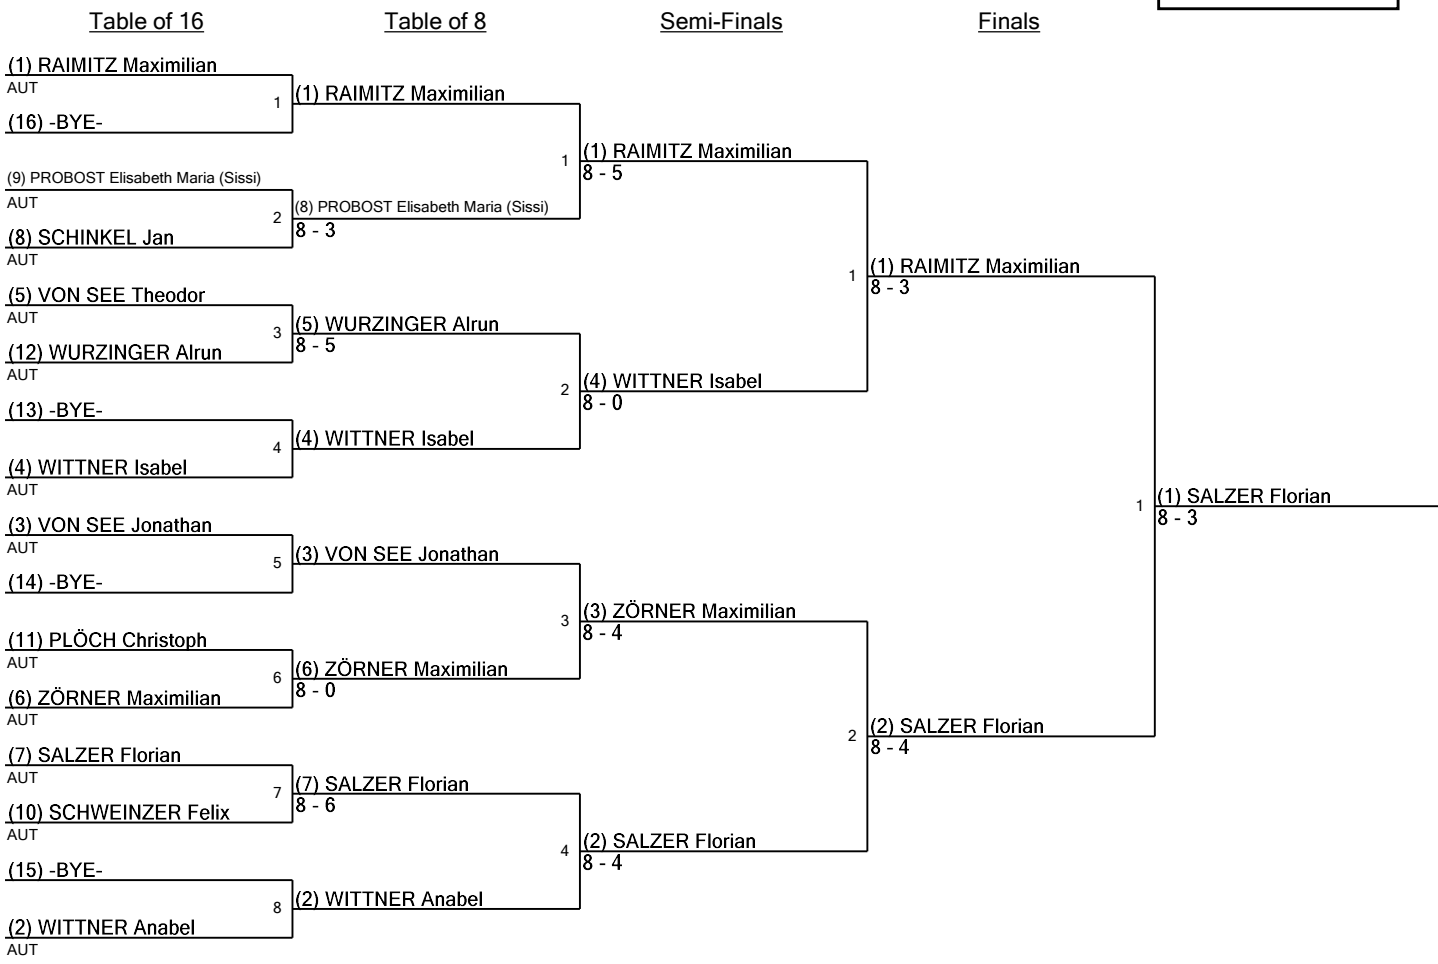 Table of 16
Table of 8
Semi-Finals
Finals
(1) RAIMITZ Maximilian
AUT
1
(16) -BYE-
(9) PROBOST Elisabeth Maria (Sissi)
AUT
2
(8) SCHINKEL Jan
AUT
(5) VON SEE Theodor
AUT
3
(12) WURZINGER Alrun
AUT
(13) -BYE-
4
(4) WITTNER Isabel
AUT
(3) VON SEE Jonathan
AUT
5
(14) -BYE-
(11) PLÖCH Christoph
AUT
6
(6) ZÖRNER Maximilian
AUT
(7) SALZER Florian
AUT
7
(10) SCHWEINZER Felix
AUT
(15) -BYE-
8
(2) WITTNER Anabel
AUT
(1) RAIMITZ Maximilian
1
(8) PROBOST Elisabeth Maria (Sissi)
8 - 3
(5) WURZINGER Alrun
8 - 5
2
(4) WITTNER Isabel
(3) VON SEE Jonathan
3
(6) ZÖRNER Maximilian
8 - 0
(7) SALZER Florian
8 - 6
4
(2) WITTNER Anabel
(1) RAIMITZ Maximilian
8 - 5
1
(4) WITTNER Isabel
8 - 0
(3) ZÖRNER Maximilian
8 - 4
2
(2) SALZER Florian
8 - 4
(1) RAIMITZ Maximilian
8 - 3
1
(2) SALZER Florian
8 - 4
(1) SALZER Florian
8 - 3